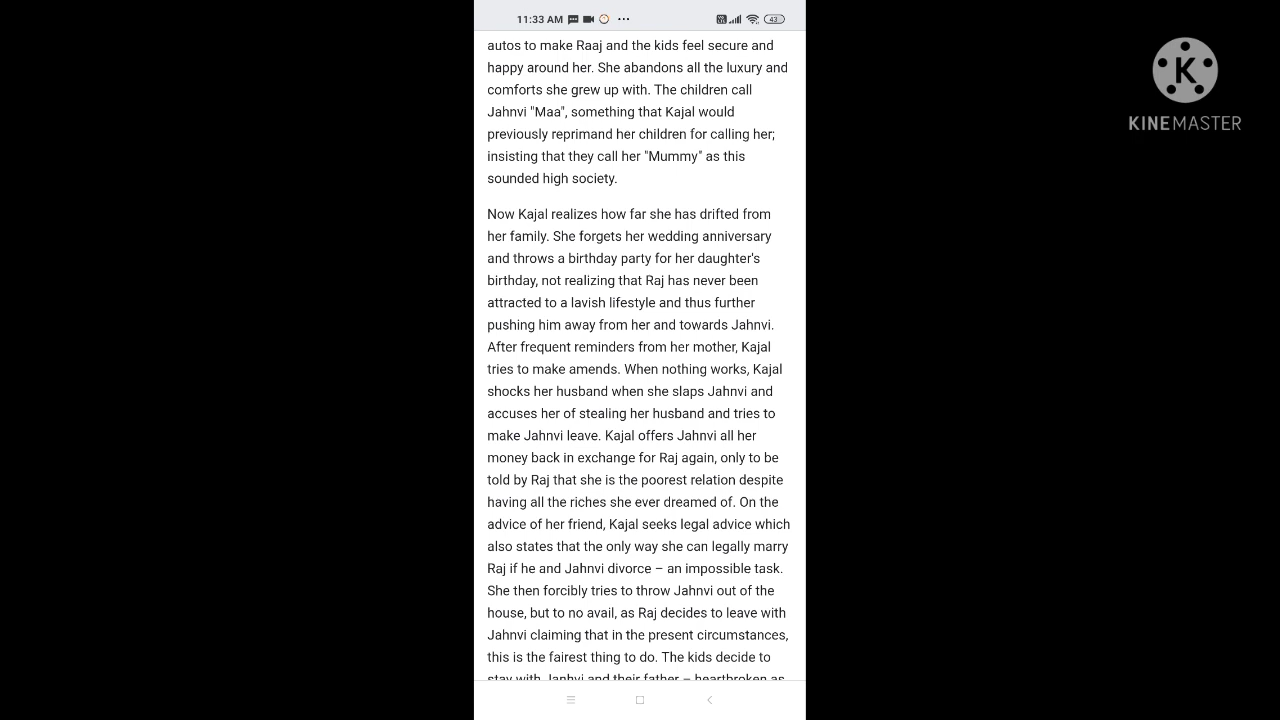 11:33 AM
43
autos to make Raaj and the kids feel secure and
happy around her. She abandons all the luxury and
comforts she grew up with. The children call
Jahnvi "Maa", something that Kajal would
previously reprimand her children for calling her;
insisting that they call her "Mummy" as this
sounded high society.
Now Kajal realizes how far she has drifted from
her family. She forgets her wedding anniversary
and throws a birthday party for her daughter's
birthday, not realizing that Raj has never been
attracted to a lavish lifestyle and thus further
pushing him away from her and towards Jahnvi.
After frequent reminders from her mother, Kajal
tries to make amends. When nothing works, Kajal
shocks her husband when she slaps Jahnvi and
accuses her of stealing her husband and tries to
make Jahnvi leave. Kajal offers Jahnvi all her
money back in exchange for Raj again, only to be
told by Raj that she is the poorest relation despite
having all the riches she ever dreamed of. On the
advice of her friend, Kajal seeks legal advice which
also states that the only way she can legally marry
Raj if he and Jahnvi divorce – an impossible task.
She then forcibly tries to throw Jahnvi out of the
house, but to no avail, as Raj decides to leave with
Jahnvi claiming that in the present circumstances,
this is the fairest thing to do. The kids decide to
stay with Janhvi and their father – heartbroken as
K
KINEMASTER